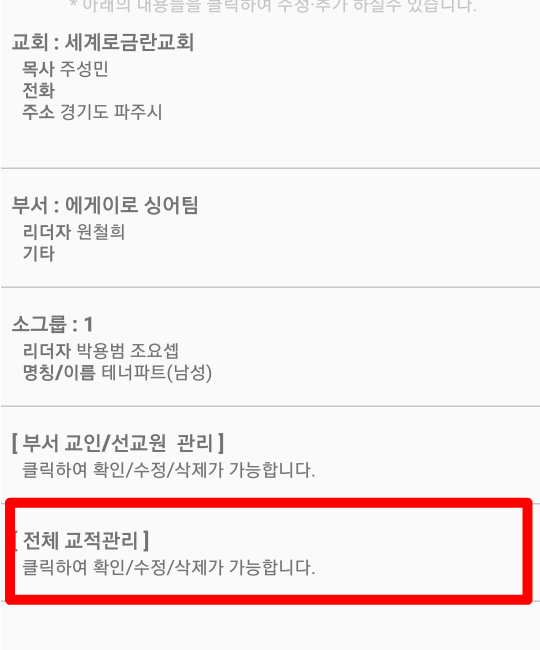 * 아래의 내용들을 클릭하여 수정·추가 하실수 있습니다.
교회 : 세계로금란교회
목사 주성민
전화
주소 경기도 파주시
부서 : 에게이로 싱어팀
리더자 원철희
기타
소그룹 : 1
리더자 박용범 조요셉
명칭/이름 테너파트(남성)
[ 부서 교인/선교원 관리 ]
클릭하여 확인/수정/삭제가 가능합니다.
[ 전체 교적관리 ]
클릭하여 확인/수정/삭제가 가능합니다.